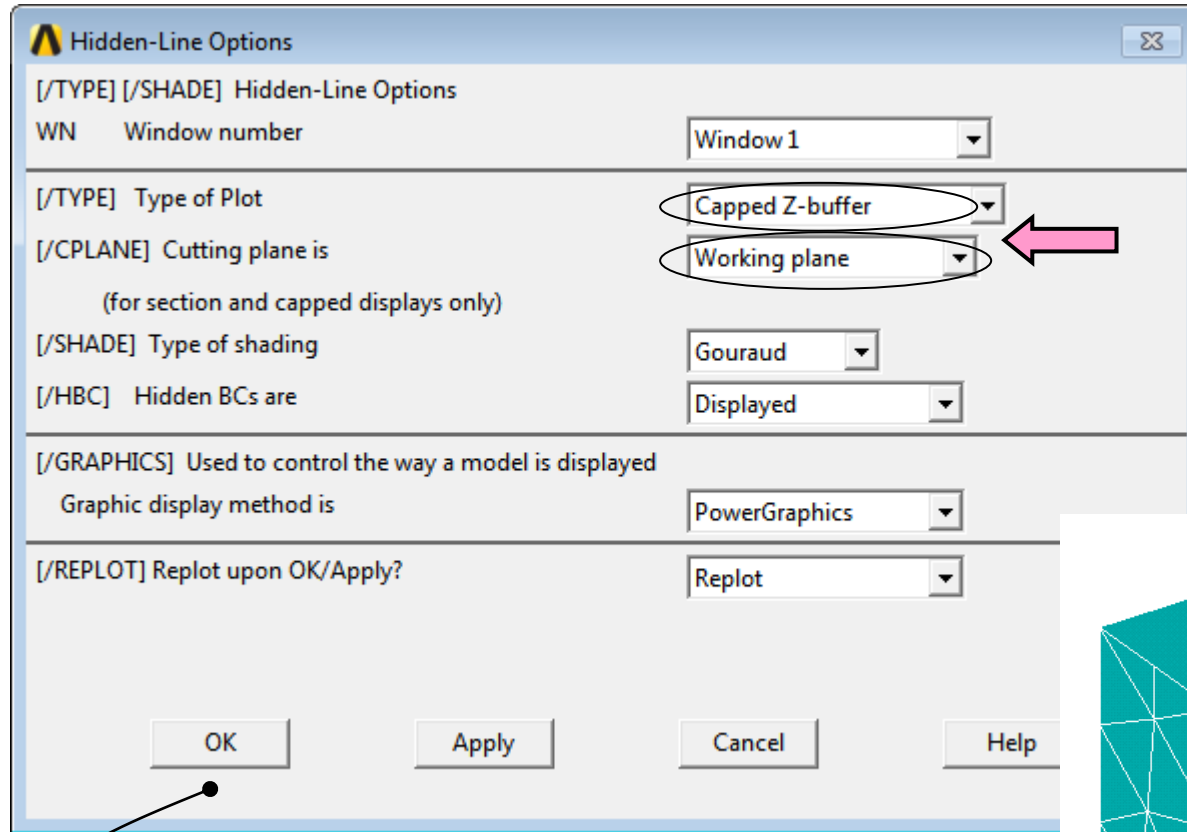 Hidden-Line Options
[/TYPE] [/SHADE] Hidden-Line Options
WN Window number Window 1
[/TYPE] Type of Plot Capped Z-buffer
[/CPLANE] Cutting plane is Working plane
(for section and capped displays only)
[/SHADE] Type of shading Gouraud
[/HBC] Hidden BCs are Displayed
[/GRAPHICS] Used to control the way a model is displayed
Graphic display method is PowerGraphics
[/REPLOT] Replot upon OK/Apply? Replot
OK Apply Cancel Help